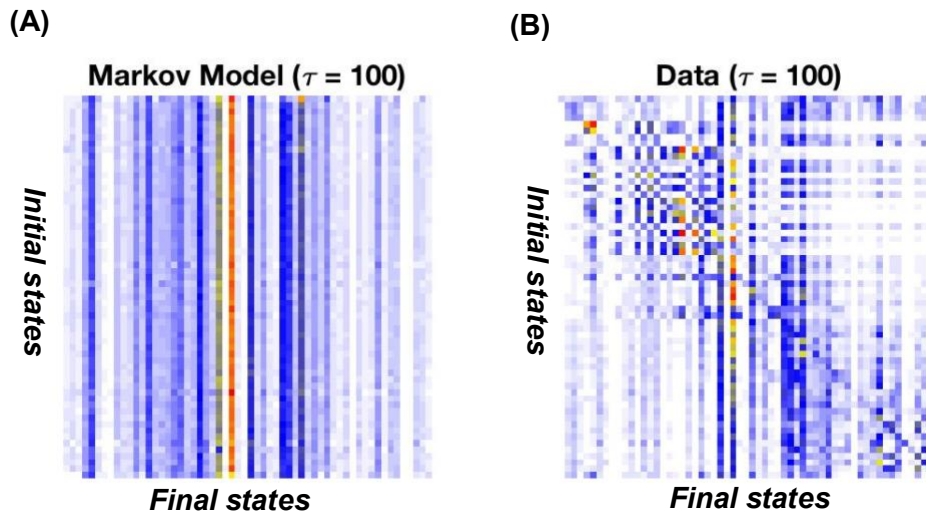 (A)
Markov Model (τ = 100)
Initial states
Final states
(B)
Data (τ = 100)
Initial states
Final states